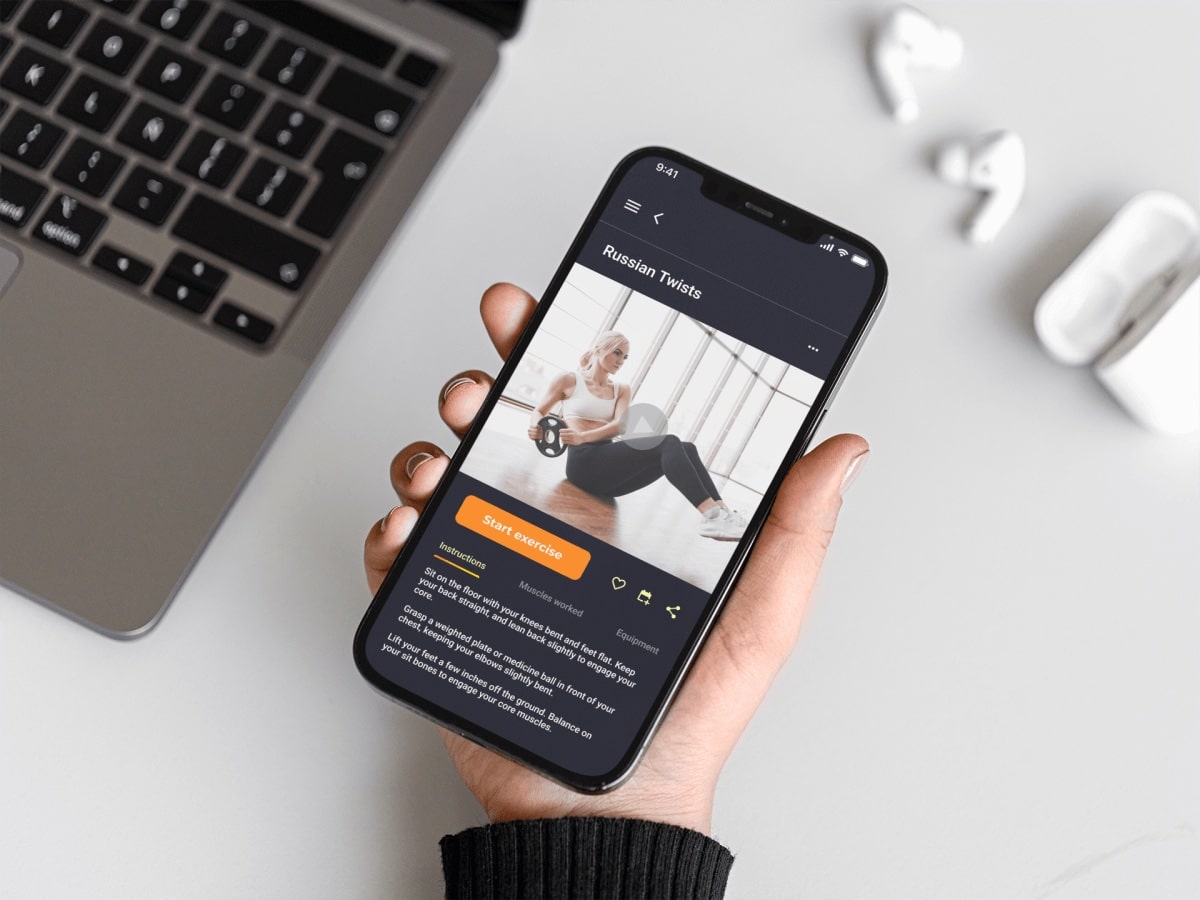 9:41
Russian Twists
Start exercise
Instructions
Muscles worked
Equipment
Sit on the floor with your knees bent and feet flat. Keep
your back straight, and lean back slightly to engage your
core.
Grasp a weighted plate or medicine ball in front of your
chest, keeping your elbows slightly bent.
Lift your feet a few inches off the ground. Balance on
your sit bones to engage your core muscles.
O
P
K
L
Ñ
option